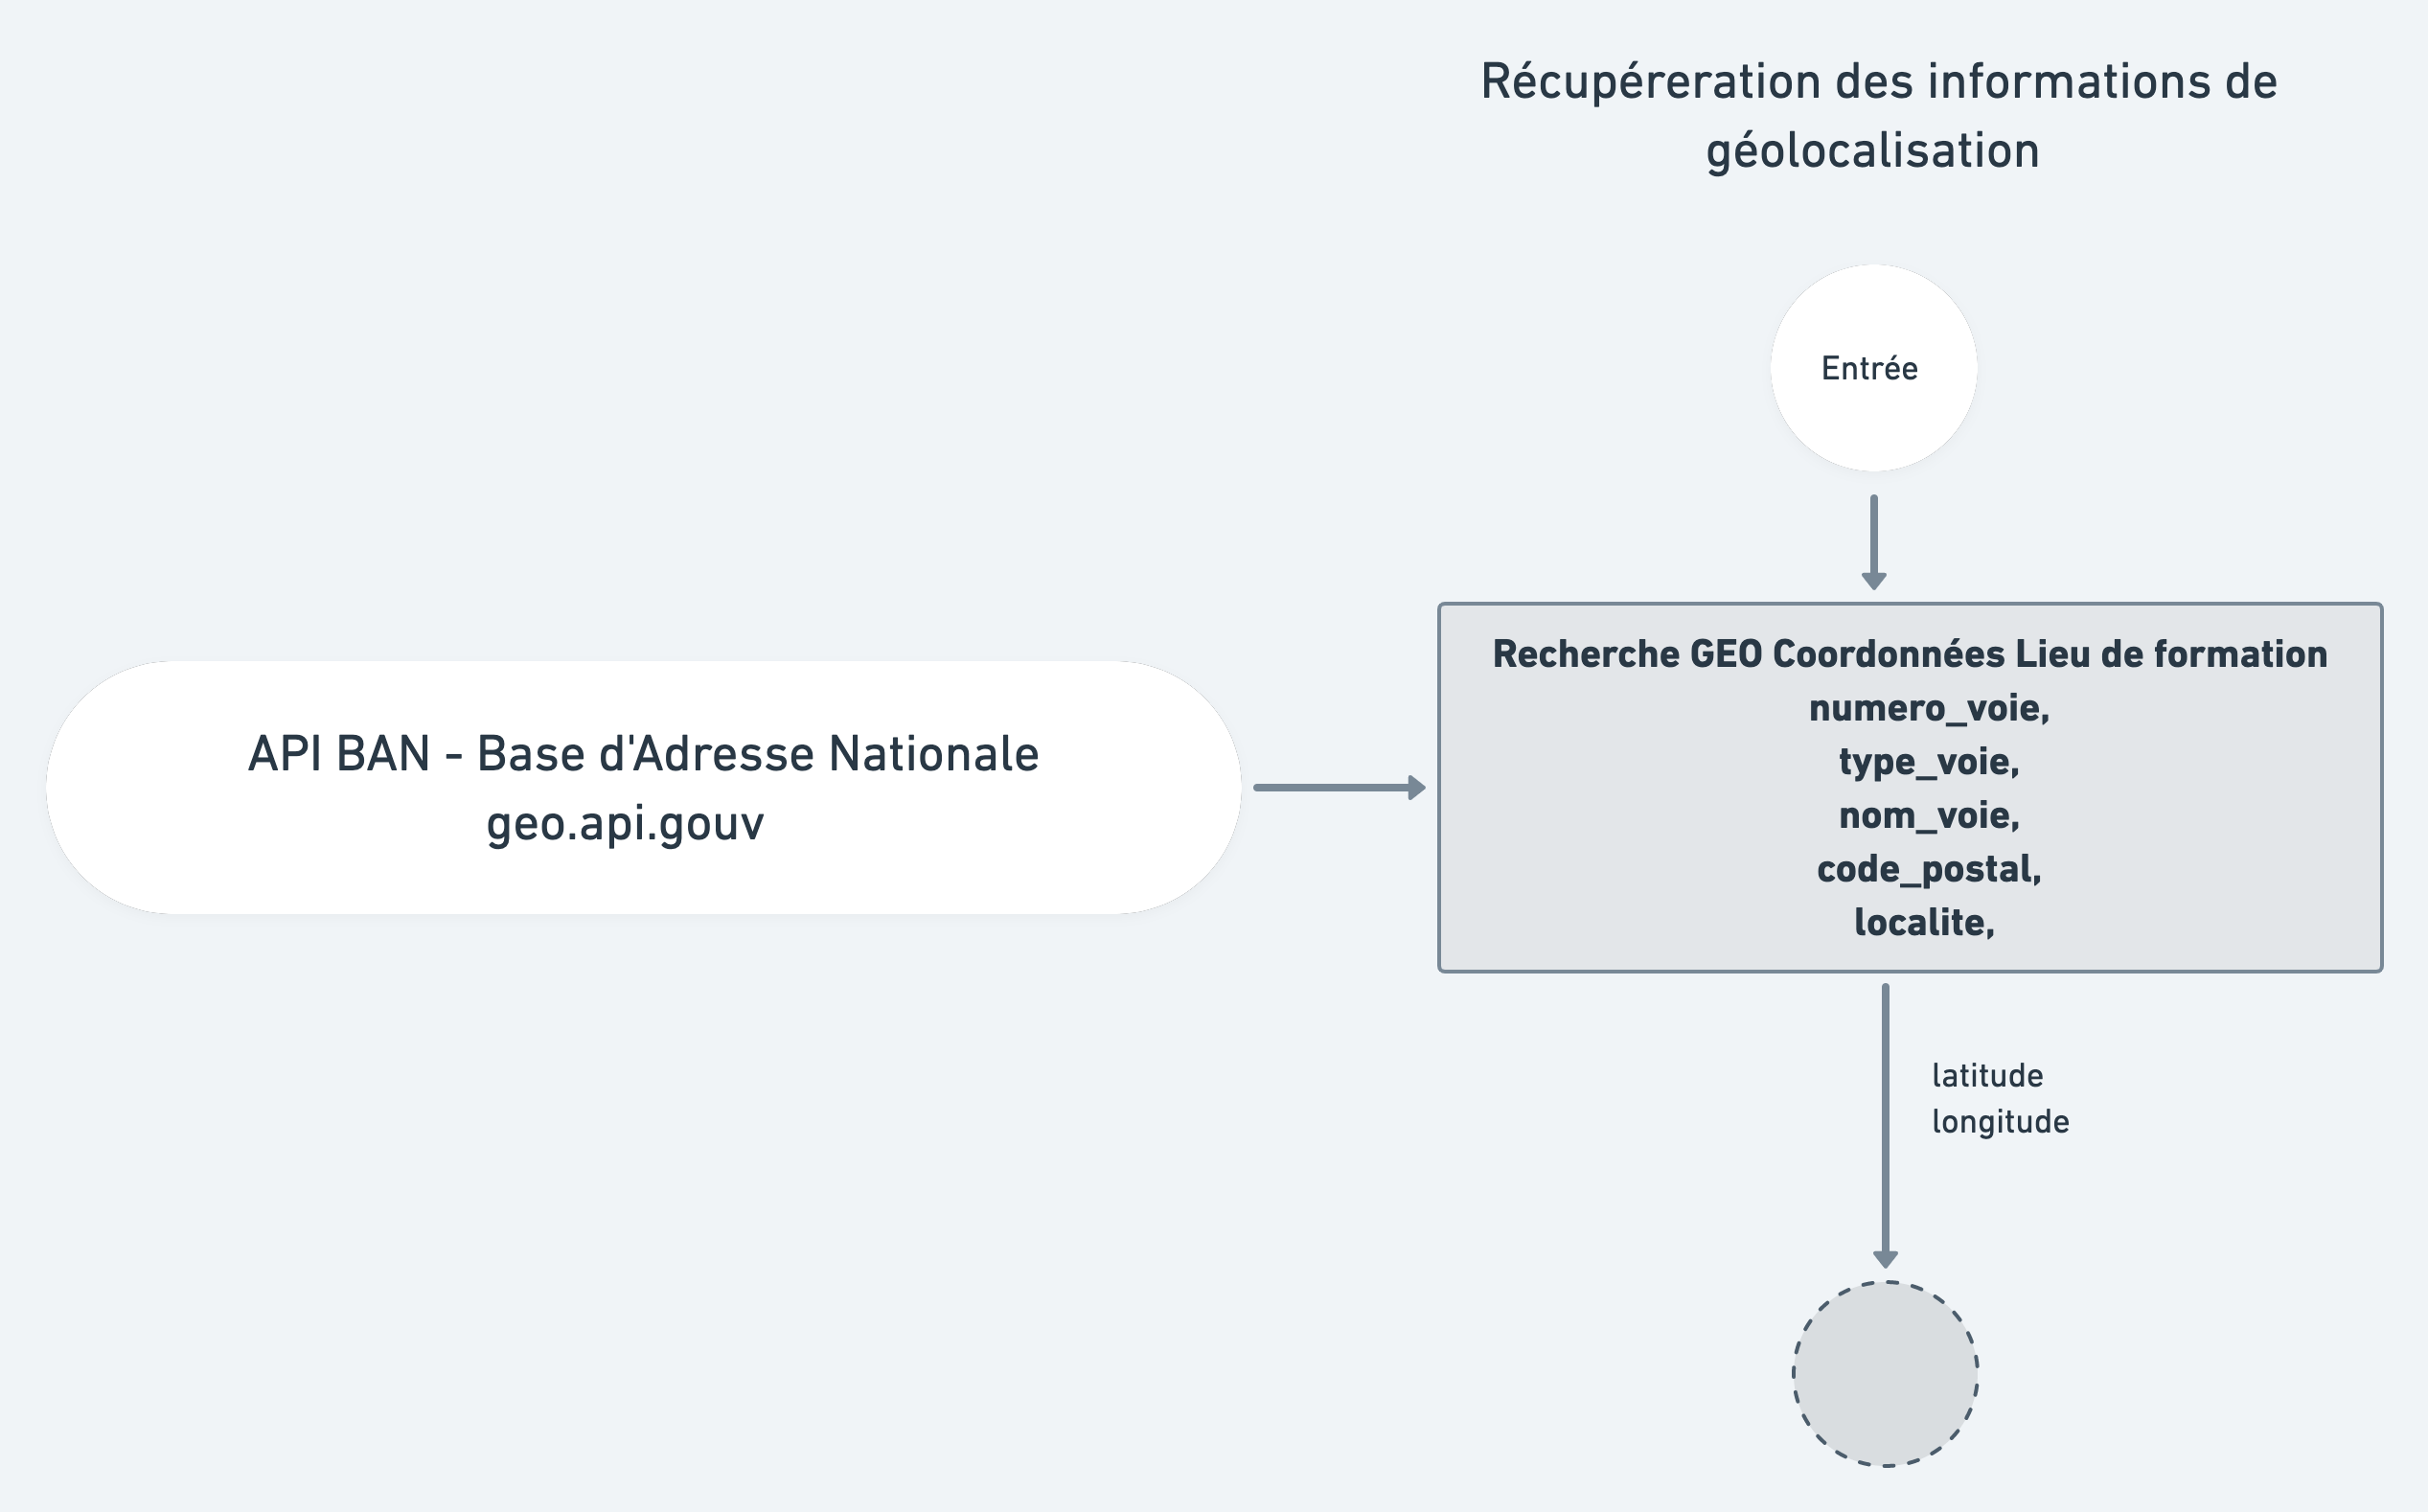 Récupéreration des informations de
géolocalisation
Entrée
Recherche GEO Coordonnées Lieu de formation
numero_voie,
type_voie,
nom_voie,
code_postal,
localite,
API BAN - Base d'Adresse Nationale
geo.api.gouv
latitude
longitude